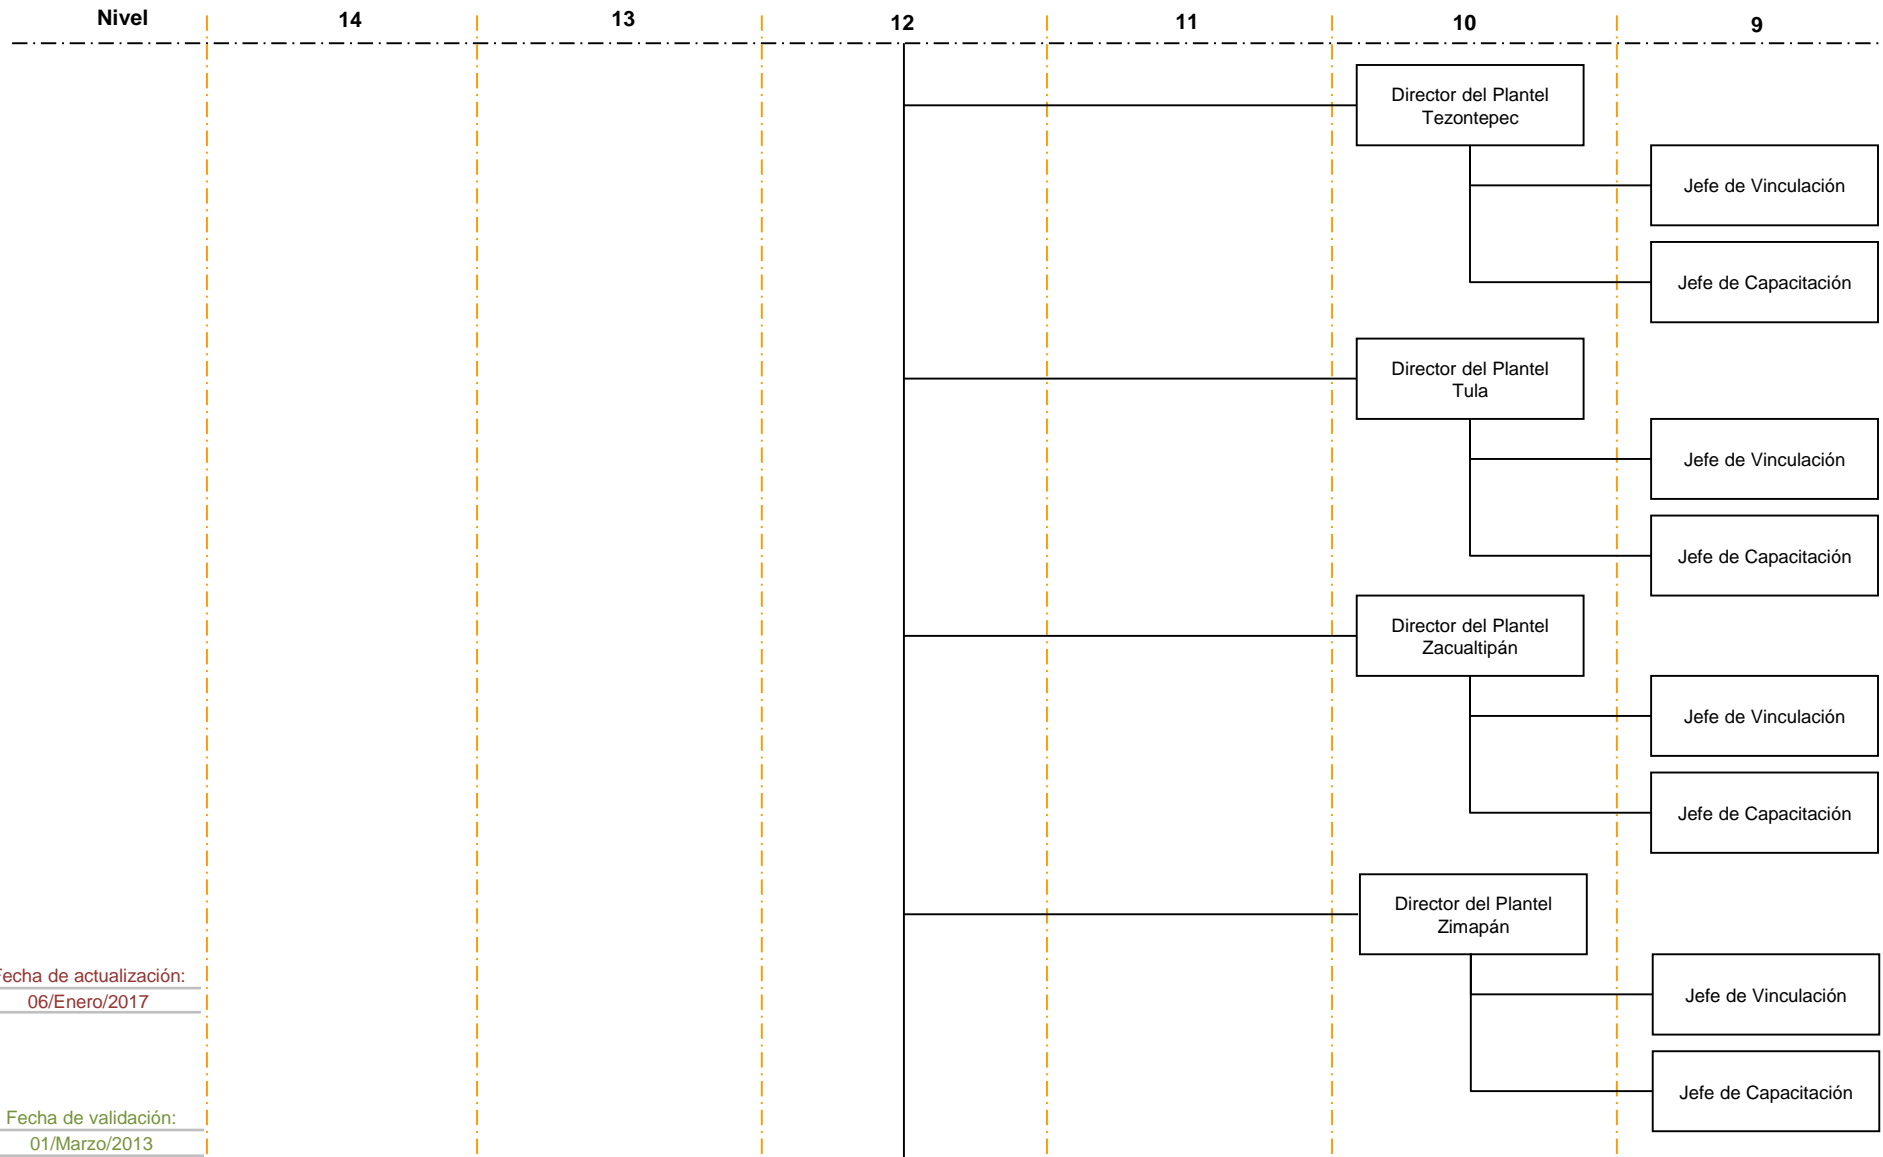 Nivel 14 13 12 11 10 9
Director del Plantel
Tezontepec
Jefe de Vinculación
Jefe de Capacitación
Director del Plantel
Tula
Jefe de Vinculación
Jefe de Capacitación
Director del Plantel
Zacualtipán
Jefe de Vinculación
Jefe de Capacitación
Director del Plantel
Zimapán
Jefe de Vinculación
Jefe de Capacitación
Fecha de actualización:
06/Enero/2017
Fecha de validación:
01/Marzo/2013